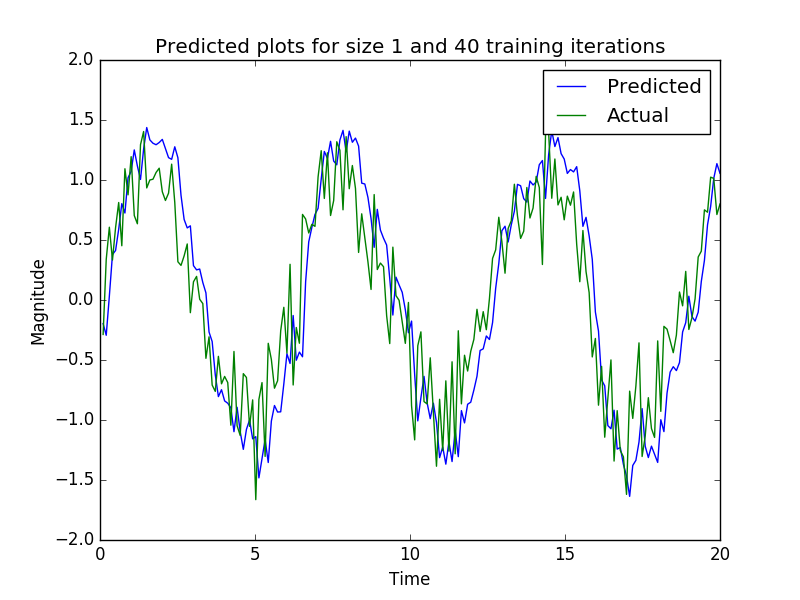 Predicted plots for size 1 and 40 training iterations
Predicted
Actual
Magnitude
2.0
1.5
1.0
0.5
0.0
−0.5
−1.0
−1.5
−2.0
0 5 10 15 20
Time